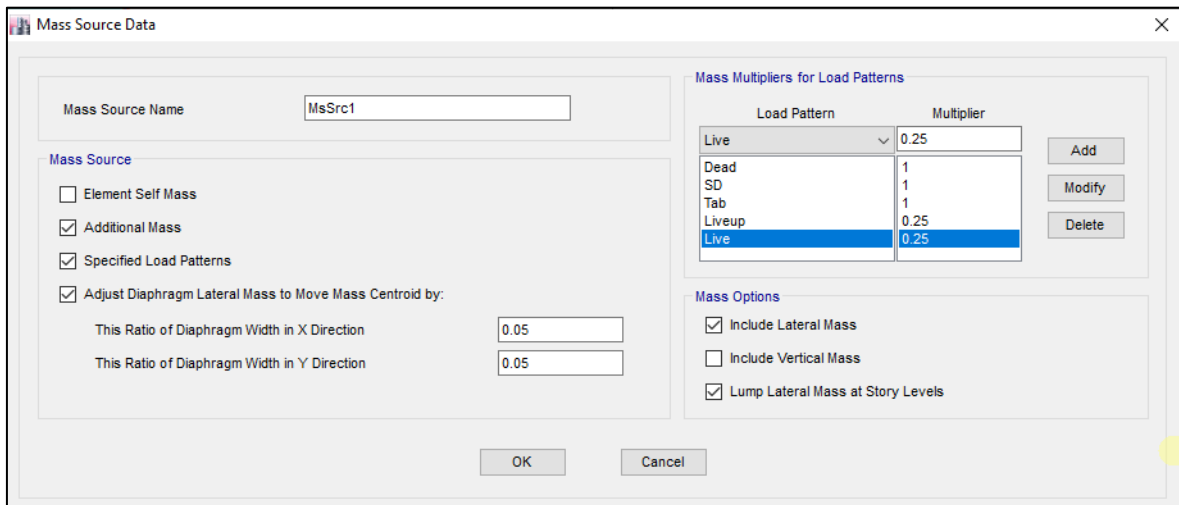 Mass Source Data
Mass Source Name
MsSrc1
Mass Source
Element Self Mass
Additional Mass
Specified Load Patterns
Adjust Diaphragm Lateral Mass to Move Mass Centroid by:
This Ratio of Diaphragm Width in X Direction
0.05
This Ratio of Diaphragm Width in Y Direction
0.05
Mass Multipliers for Load Patterns
Load Pattern Multiplier
Live 0.25
Dead 1
SD 1
Tab 1
Liveup 0.25
Live 0.25
Add
Modify
Delete
Mass Options
Include Lateral Mass
Include Vertical Mass
Lump Lateral Mass at Story Levels
OK Cancel